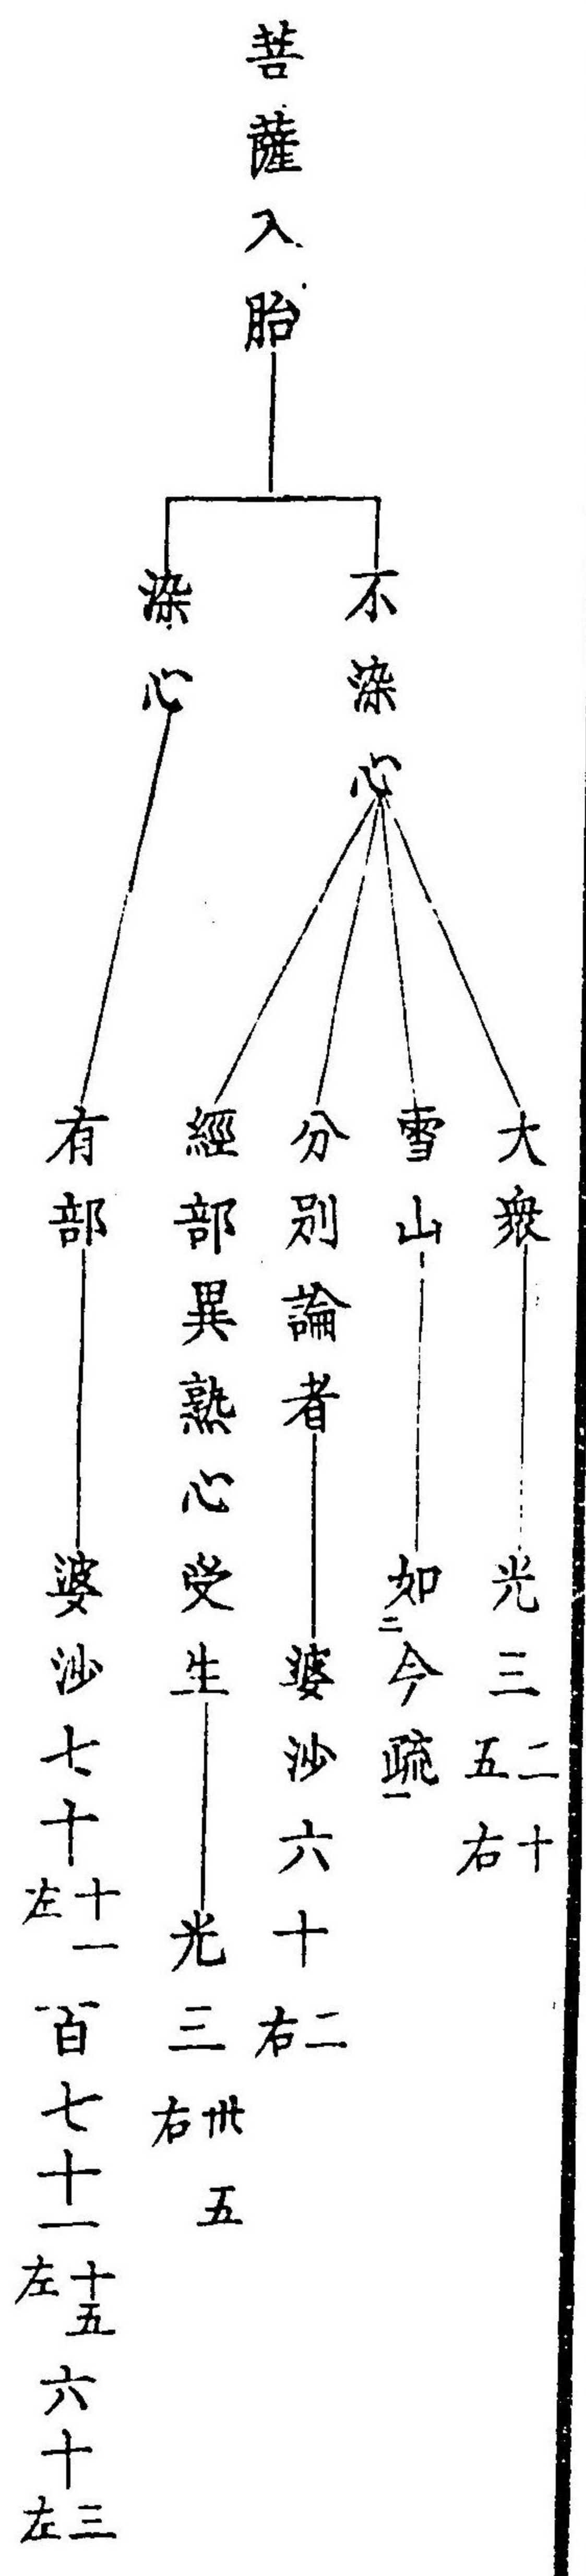 菩薩入胎
不染心
大衆 光三二十五右
雪山 如二今疏一
分別論者 婆沙六十二右
經部異熟心受生 光三卅五右
染心
有部 婆沙七十十一左 一百七十一十五左 六十三左